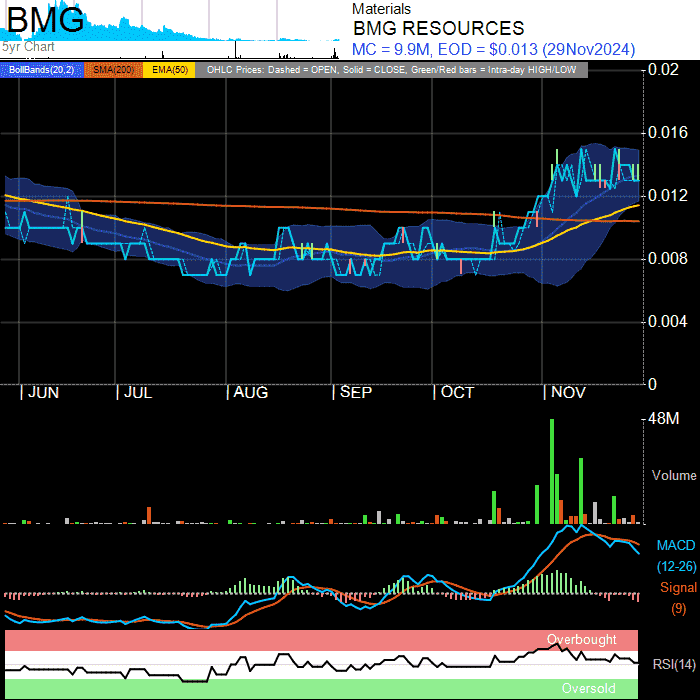 BMG
5yr Chart
Materials
BMG RESOURCES
MC = 9.9M, EOD = $0.013 (29Nov2024)
BollBands(20,2) SMA(200) EMA(50) OHLC Prices: Dashed = OPEN, Solid = CLOSE, Green/Red bars = Intra-day HIGH/LOW
0.02
0.016
0.012
0.008
0.004
0
JUN JUL AUG SEP OCT NOV
48M
Volume
MACD
(12-26)
Signal
(9)
Overbought
RSI(14)
Oversold